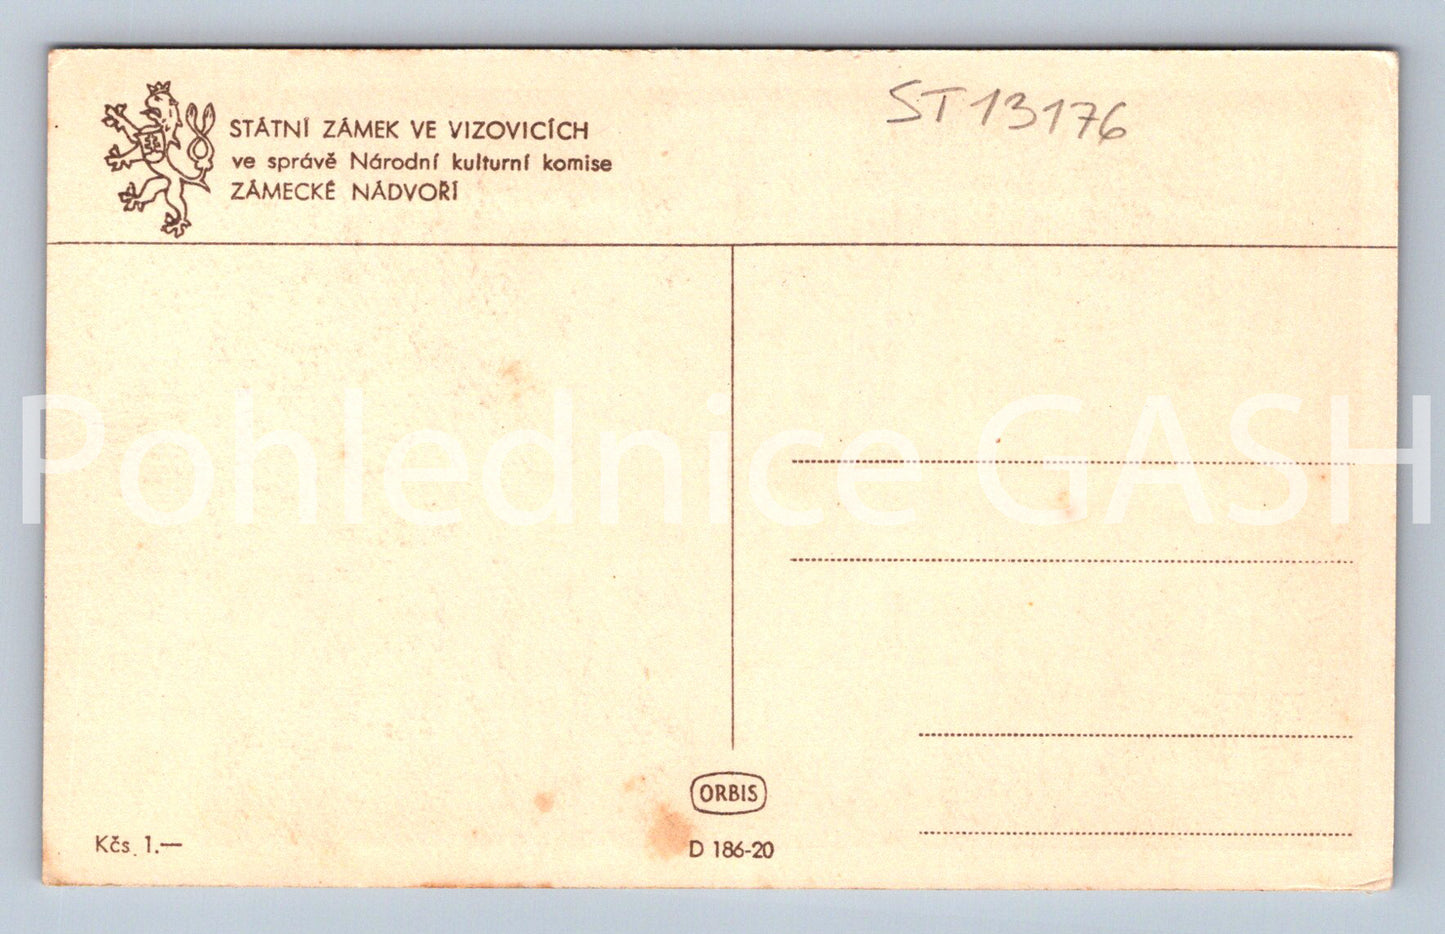 STÁTNÍ ZÁMEK VE VIZOVICÍCH
ve správě Národní kulturní komise
ZÁMECKÉ NÁDVOŘÍ
ST 13176
Pohlednice GASH
ORBIS
Kčs 1.—
D 186-20